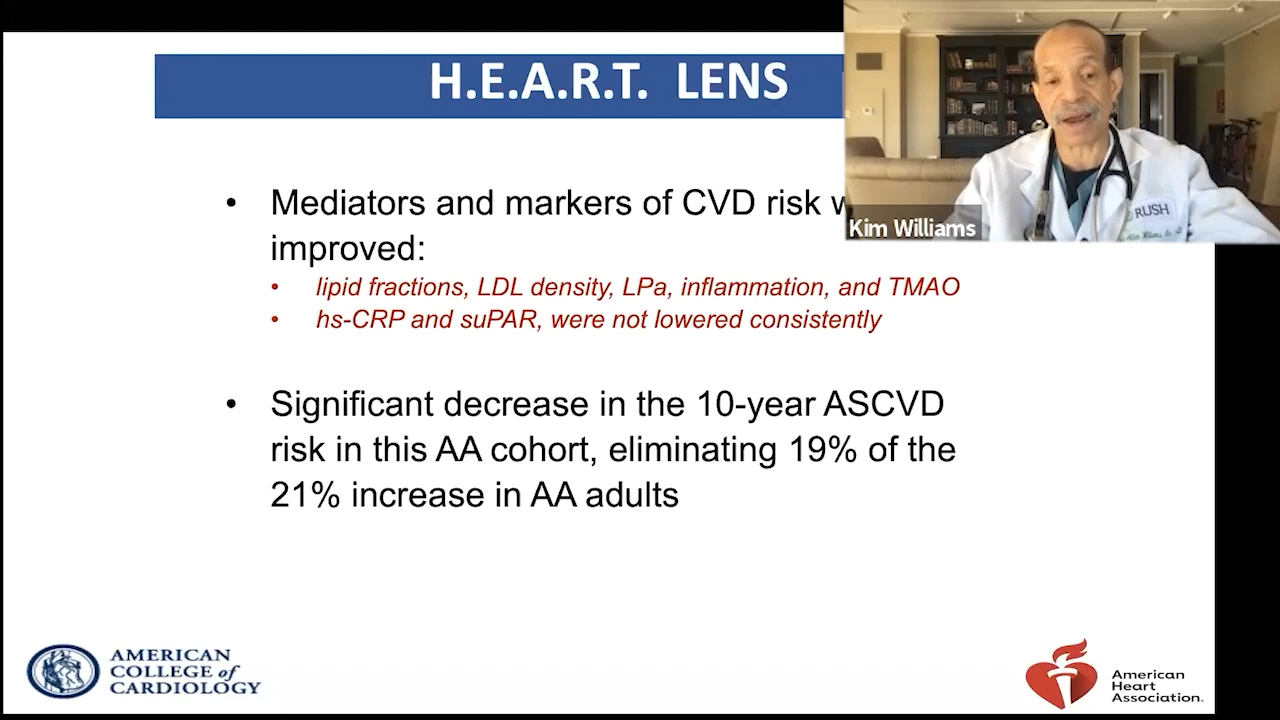 H.E.A.R.T. LENS
Mediators and markers of CVD risk
improved:
lipid fractions, LDL density, LPa, inflammation, and TMAO
hs-CRP and suPAR, were not lowered consistently
Significant decrease in the 10-year ASCVD
risk in this AA cohort, eliminating 19% of the
21% increase in AA adults
Kim Williams
RUSH
AMERICAN
COLLEGE of
CARDIOLOGY
American
Heart
Association.